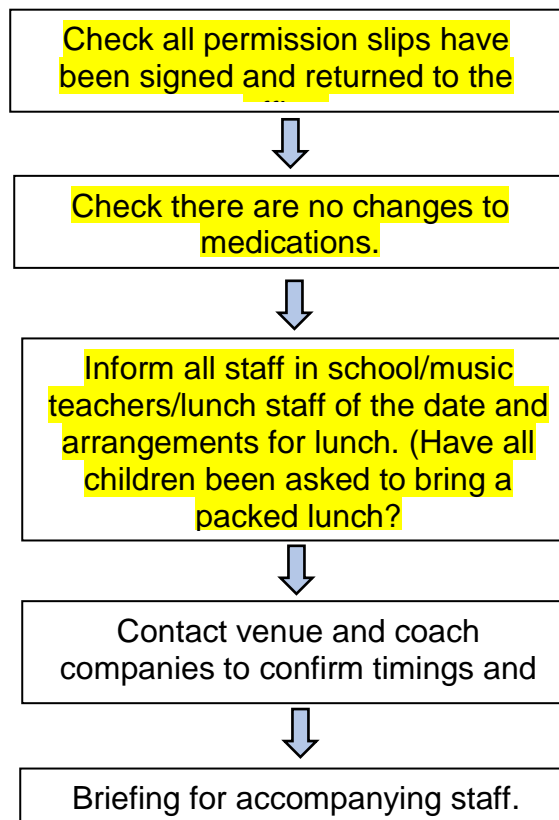 Check all permission slips have
been signed and returned to the
Check there are no changes to
medications.
Inform all staff in school/music
teachers/lunch staff of the date and
arrangements for lunch. (Have all
children been asked to bring a
packed lunch?
Contact venue and coach
companies to confirm timings and
Briefing for accompanying staff.